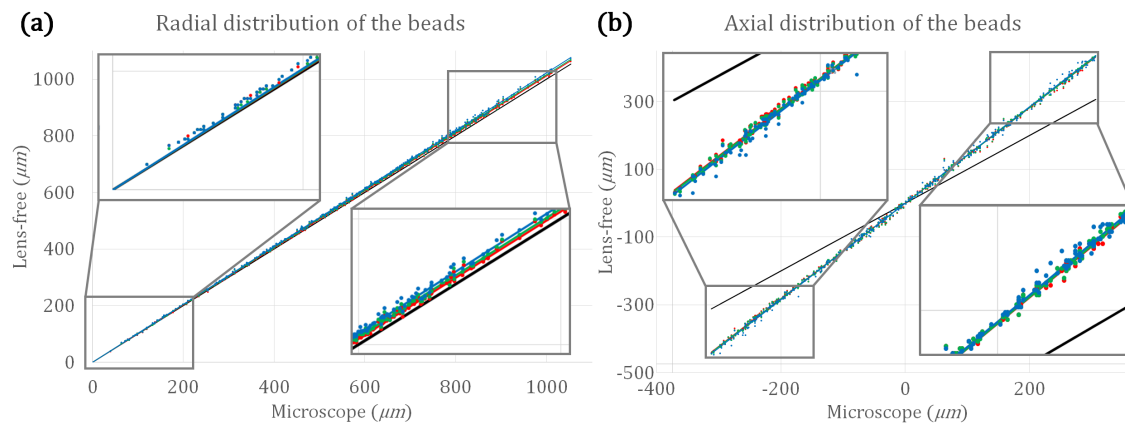 (a)
Radial distribution of the beads
1000
800
600
400
200
0
Lens-free (μm)
0 200 400 600 800 1000
Microscope (μm)
(b)
Axial distribution of the beads
300
100
-100
-300
-500
Lens-free (μm)
-400 -200 0 200
Microscope (μm)